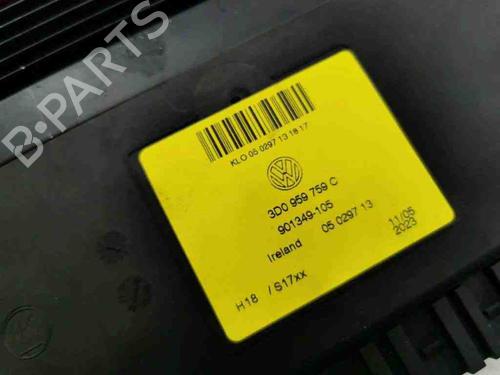 B-PARTS
KLO 05 0297 13 18 17
3D0 959 759 C
901349-105
Ireland 05 0297 13
11/05
2023
H18 / S17xx